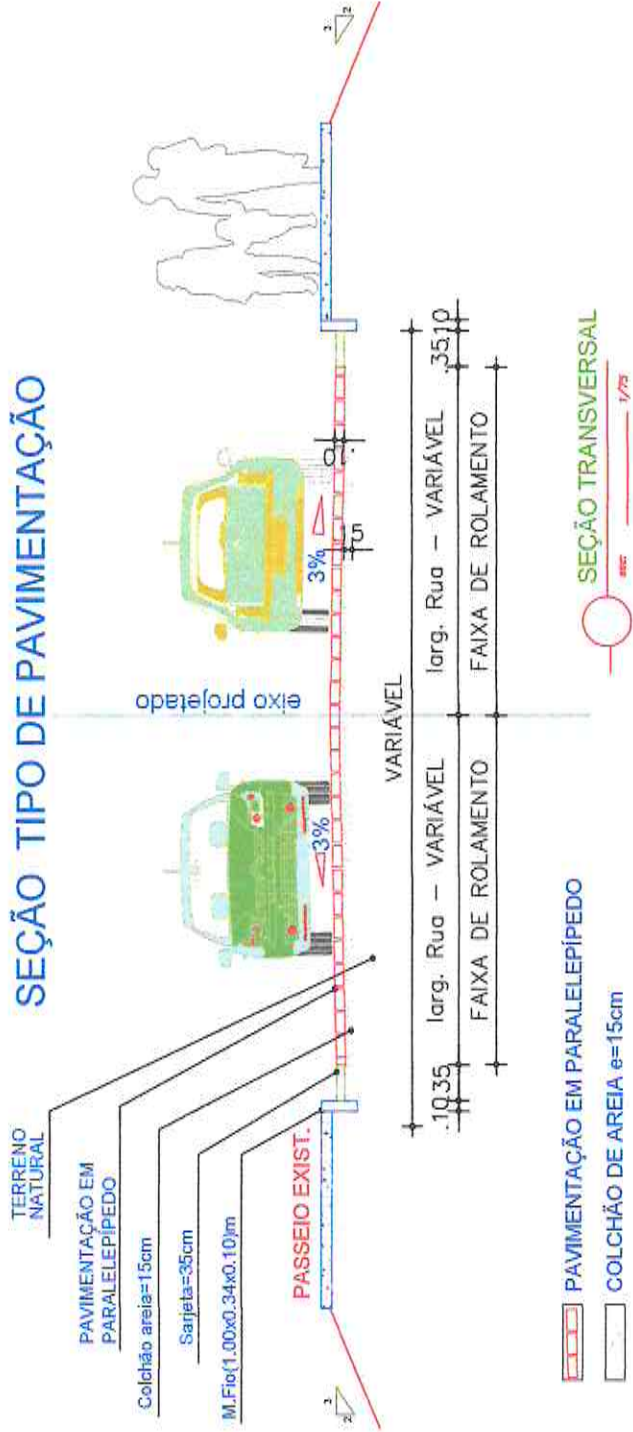 SEÇÃO TIPO DE PAVIMENTAÇÃO
TERRENO
NATURAL
PAVIMENTAÇÃO EM
PARALELEPÍPEDO
Colchão areia=15cm
Sarjeta=35cm
M.Fio(1.00x0.34x0.10)m
PASSEIO EXIST.
3
2
3%
eixo projetado
3%
.10
.15
3
2
VARIÁVEL
.10
.35
larg. Rua - VARIÁVEL
larg. Rua - VARIÁVEL
.35
.10
FAIXA DE ROLAMENTO
FAIXA DE ROLAMENTO
PAVIMENTAÇÃO EM PARALELEPÍPEDO
COLCHÃO DE AREIA e=15cm
SEÇÃO TRANSVERSAL
1/75